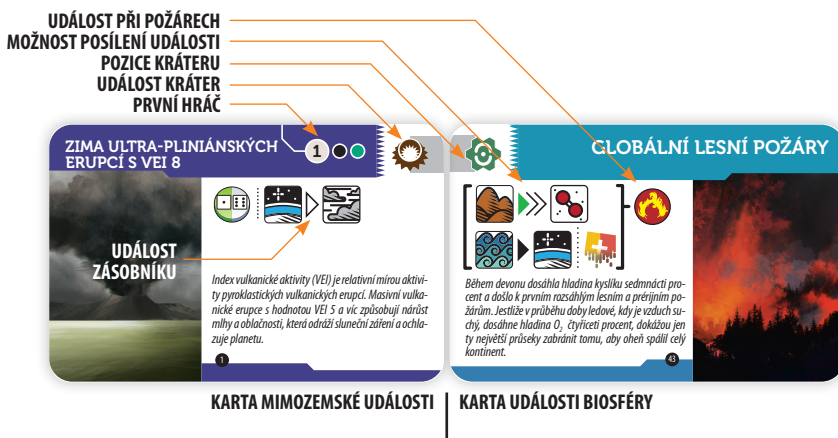 UDÁLOST PŘI POŽÁRECH
MOŽNOST POSÍLENÍ UDÁLOSTI
POZICE KRÁTERU
UDÁLOST KRÁTER
PRVNÍ HRÁČ
ZIMA ULTRA-PLINIÁNSKÝCH
ERUPCÍ S VEI 8
1
UDÁLOST
ZÁSOBNÍKU
Index vulkanické aktivity (VEI) je relativní mírou aktivi-
ty pyroklastických vulkanických erupcí. Masivní vulka-
nické erupce s hodnotou VEI 5 a víc způsobují nárůst
mlhy a oblačnosti, která odráží sluneční záření a ochla-
zuje planetu.
1
GLOBÁLNÍ LESNÍ POŽÁRY
Během devonu dosáhla hladina kyslíku sedmnácti pro-
cent a došlo k prvním rozsáhlým lesním a prérijním po-
žárům. Jestliže v průběhu doby ledové, kdy je vzduch su-
chý, dosáhne hladina O₂ čtyřiceti procent, dokážou jen
ty největší průseky zabránit tomu, aby oheň spálil celý
kontinent.
43
KARTA MIMOZEMSKÉ UDÁLOSTI
KARTA UDÁLOSTI BIOSFÉRY